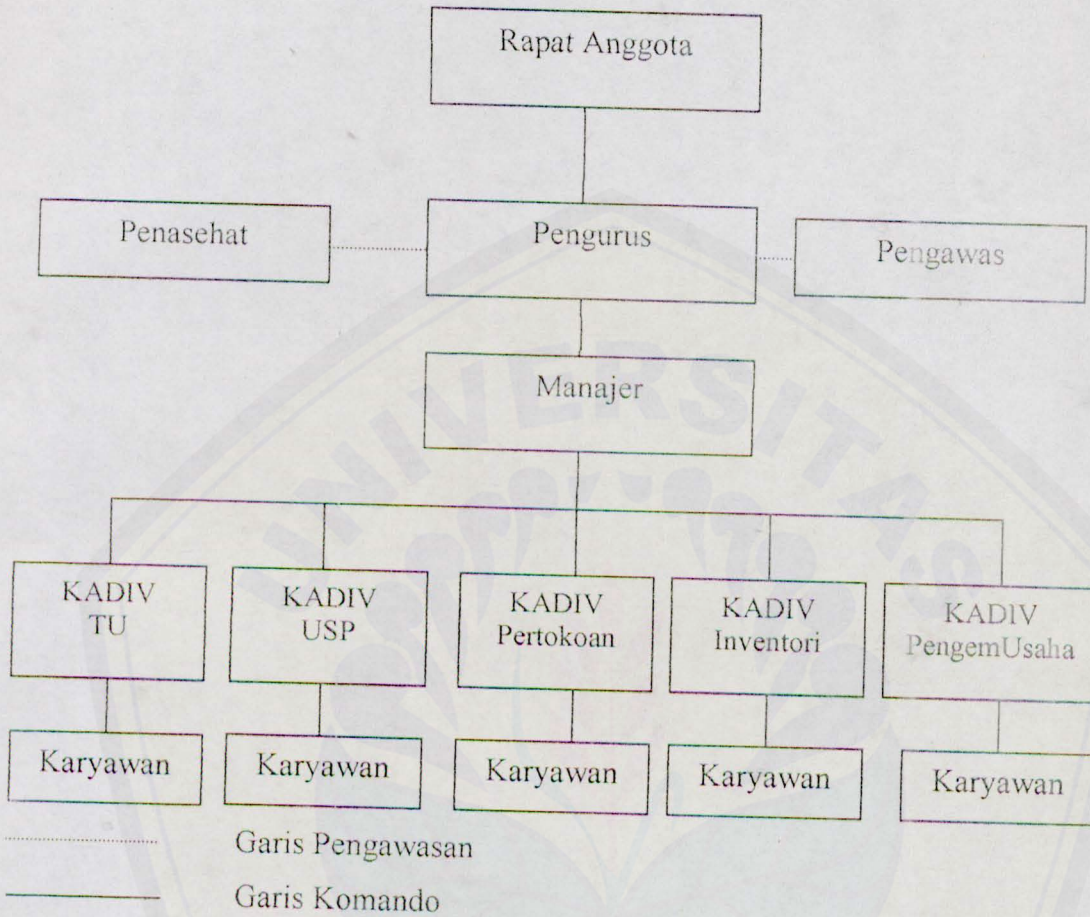 Rapat Anggota
Penasehat
Pengurus
Pengawas
Manajer
KADIV
TU
KADIV
USP
KADIV
Pertokoan
KADIV
Inventori
KADIV
PengemUsaha
Karyawan
Karyawan
Karyawan
Karyawan
Karyawan
Garis Pengawasan
Garis Komando
UNIVERSITAS